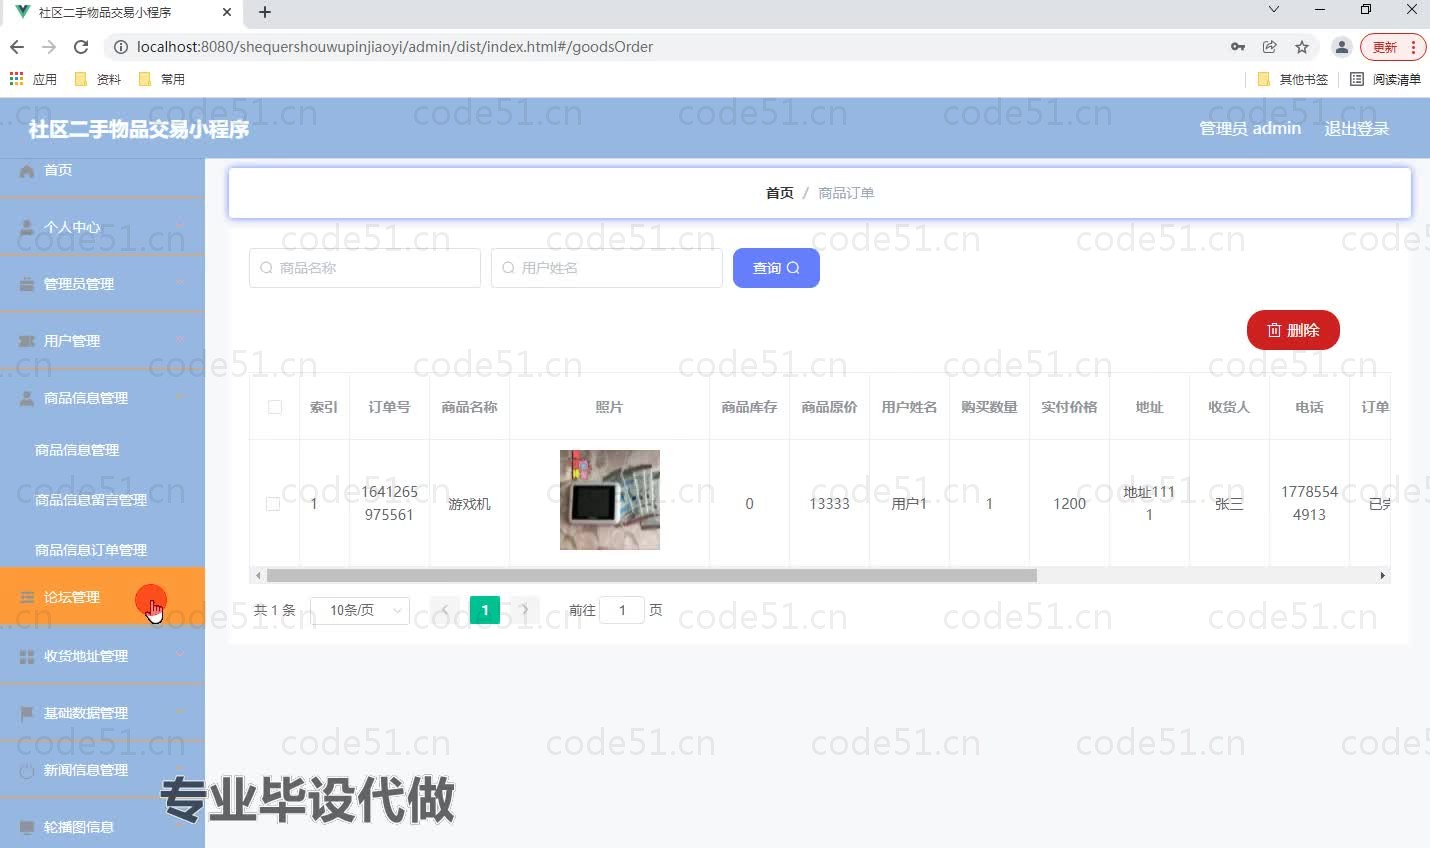 社区二手物品交易小程序
localhost:8080/shequershouwupinjiaoyi/admin/dist/index.html#/goodsOrder
更新
应用
资料
常用
其他书签
阅读清单
社区二手物品交易小程序
管理员 admin
退出登录
首页
个人中心
管理员管理
用户管理
商品信息管理
商品信息管理
商品信息留言管理
商品信息订单管理
论坛管理
收货地址管理
基础数据管理
新闻信息管理
轮播图信息
首页 / 商品订单
商品名称
用户姓名
查询
删除
索引 订单号 商品名称 照片 商品库存 商品原价 用户姓名 购买数量 实付价格 地址 收货人 电话 订单
1 1641265975561 游戏机 0 13333 用户1 1 1200 地址1111 张三 17785544913 已
共 1 条 10条/页 1 前往 1 页
专业毕设代做
code51.cn